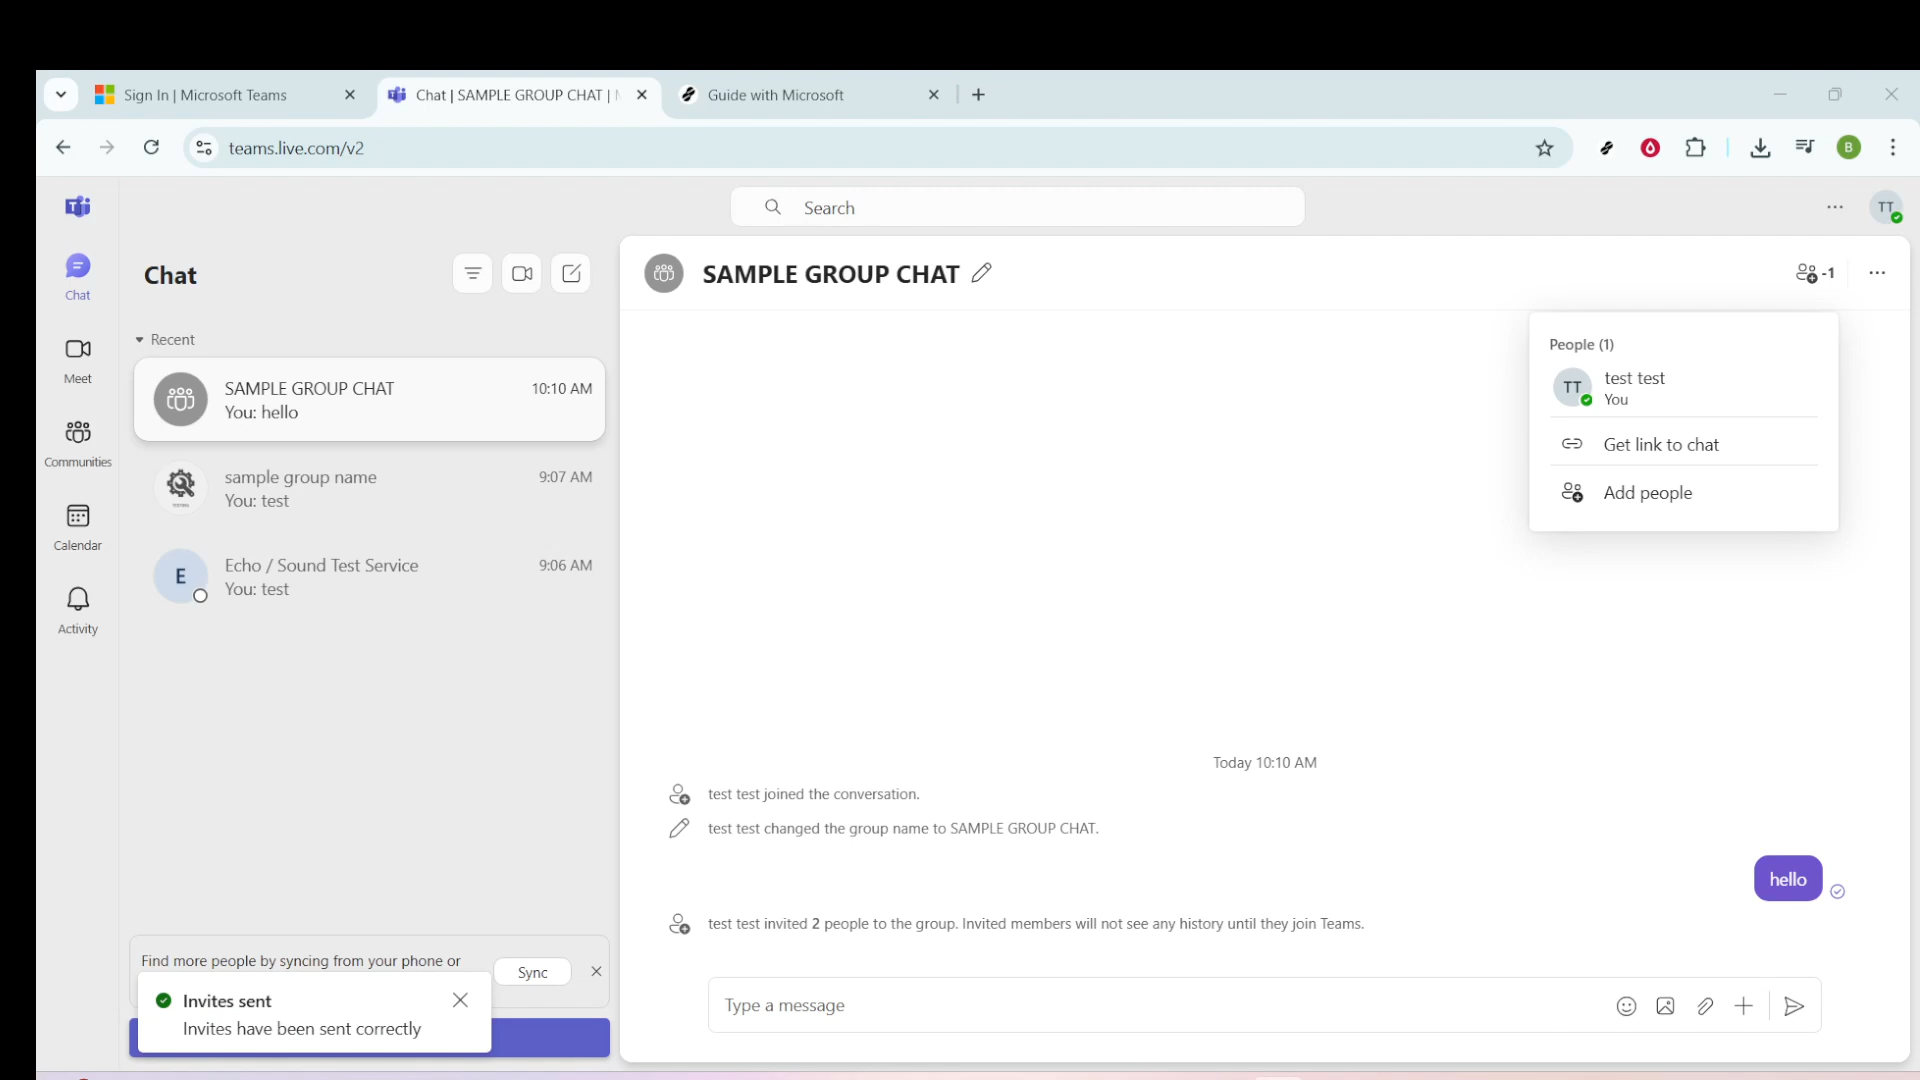 Sign In | Microsoft Teams
Chat | SAMPLE GROUP CHAT |
Guide with Microsoft
teams.live.com/v2
B
Search
TT
Chat
Chat
SAMPLE GROUP CHAT
-1
Recent
SAMPLE GROUP CHAT 10:10 AM
You: hello
Meet
People (1)
TT test test
You
Get link to chat
Communities
sample group name 9:07 AM
You: test
Add people
Calendar
E Echo / Sound Test Service 9:06 AM
You: test
Activity
Today 10:10 AM
test test joined the conversation.
test test changed the group name to SAMPLE GROUP CHAT.
hello
test test invited 2 people to the group. Invited members will not see any history until they join Teams.
Find more people by syncing from your phone or
Sync
Invites sent
Invites have been sent correctly
Type a message